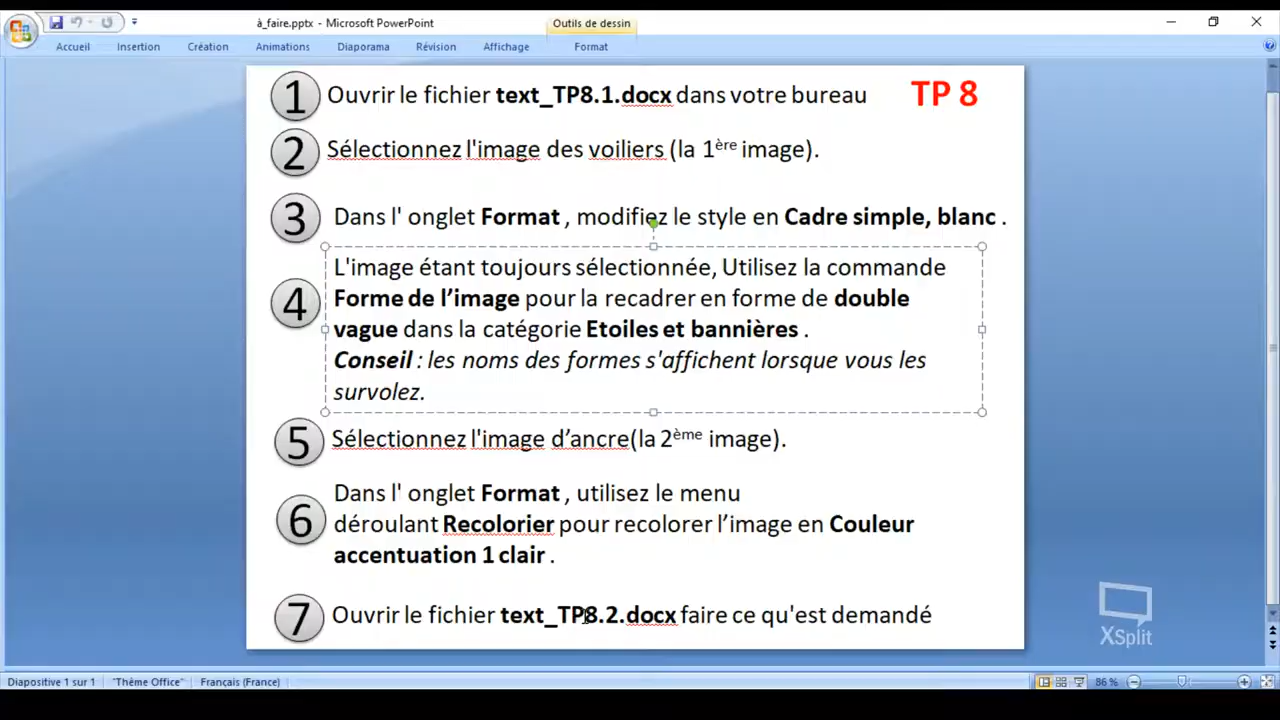 à_faire.pptx - Microsoft PowerPoint
Outils de dessin
Accueil Insertion Création Animations Diaporama Révision Affichage Format
1 Ouvrir le fichier text_TP8.1.docx dans votre bureau TP 8
2 Sélectionnez l'image des voiliers (la 1ère image).
3 Dans l' onglet Format , modifiez le style en Cadre simple, blanc .
L'image étant toujours sélectionnée, Utilisez la commande
4 Forme de l’image pour la recadrer en forme de double
vague dans la catégorie Etoiles et bannières .
Conseil : les noms des formes s'affichent lorsque vous les
survolez.
5 Sélectionnez l'image d’ancre(la 2ème image).
Dans l' onglet Format , utilisez le menu
6 déroulant Recolorier pour recolorer l’image en Couleur
accentuation 1 clair .
7 Ouvrir le fichier text_TP8.2.docx faire ce qu'est demandé
XSplit
Diapositive 1 sur 1 "Thème Office" Français (France) 86 %